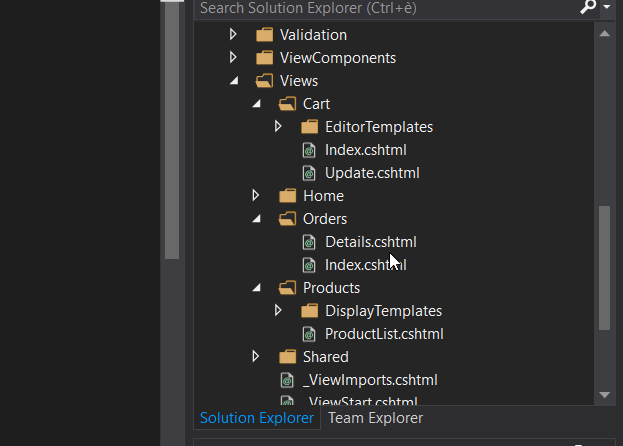 Search Solution Explorer (Ctrl+è)
Validation
ViewComponents
Views
Cart
EditorTemplates
Index.cshtml
Update.cshtml
Home
Orders
Details.cshtml
Index.cshtml
Products
DisplayTemplates
ProductList.cshtml
Shared
_ViewImports.cshtml
_ViewStart.cshtml
Solution Explorer Team Explorer